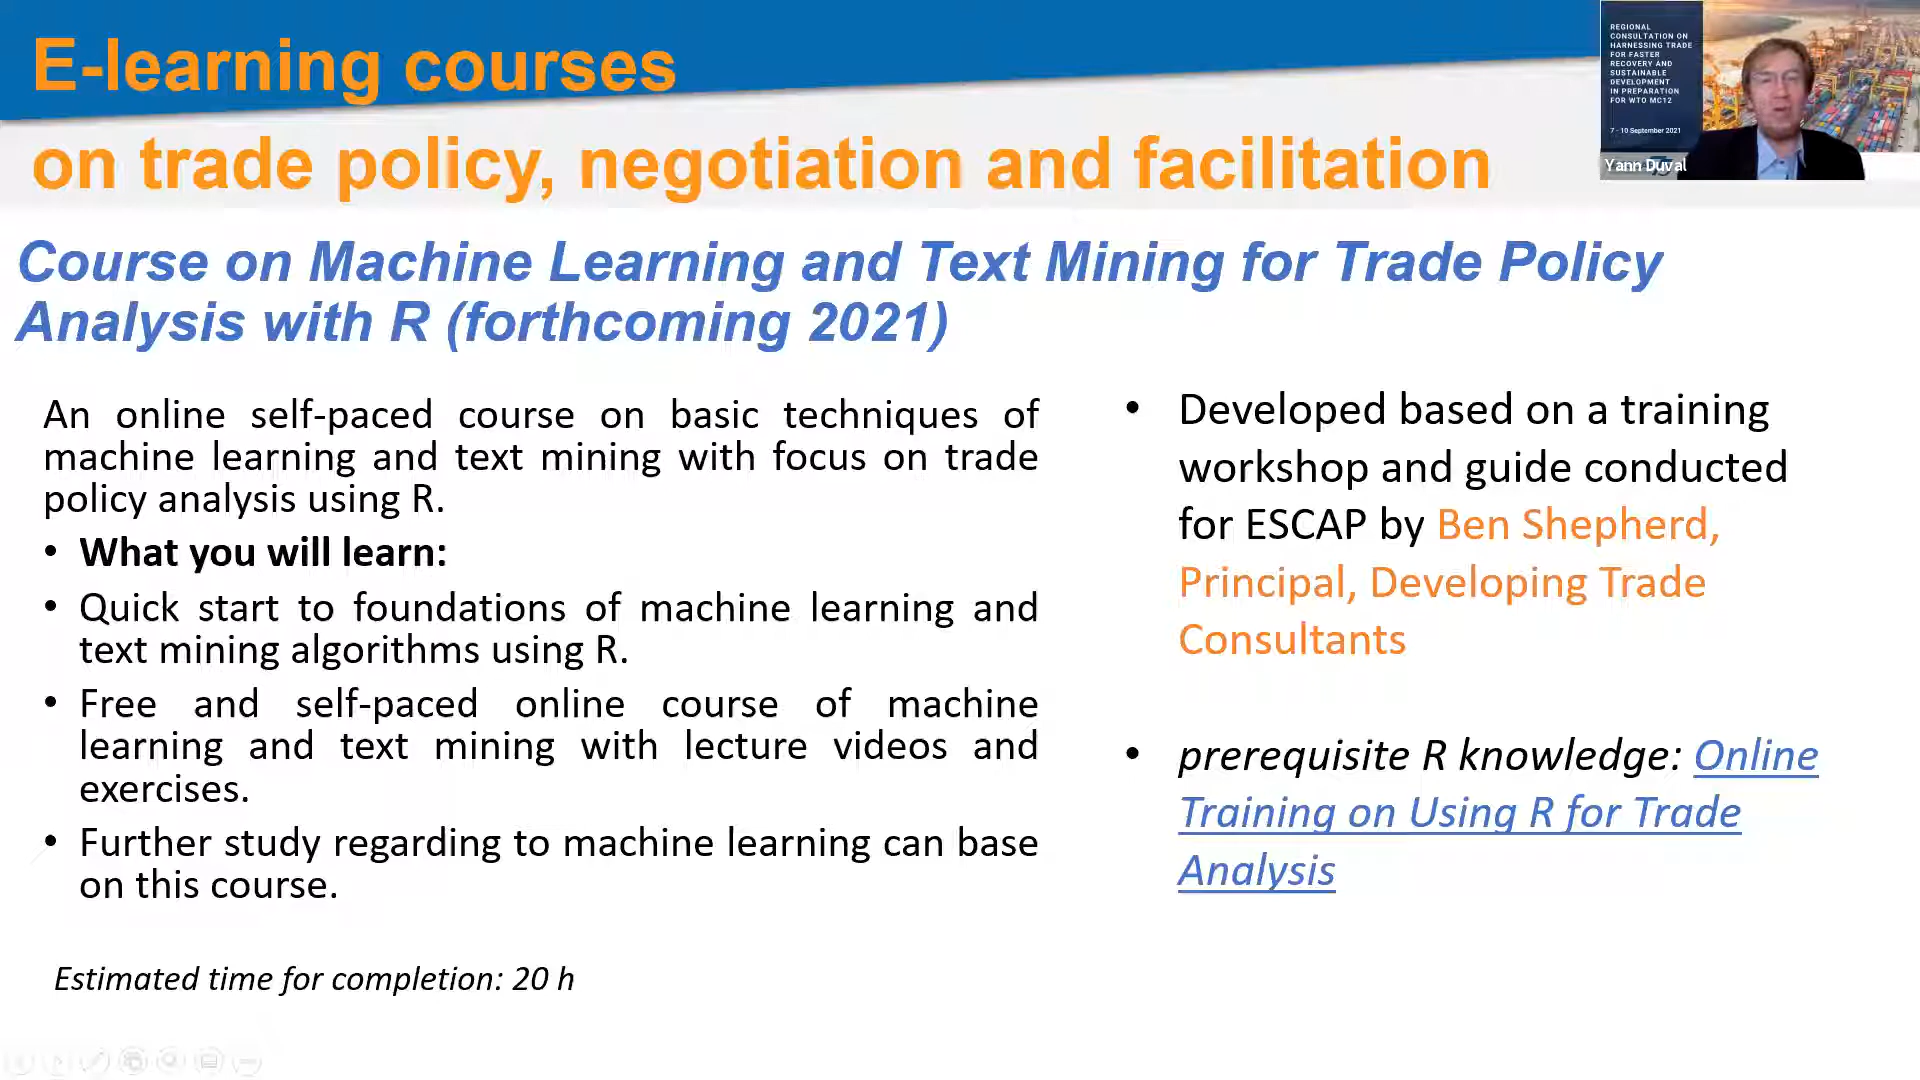 E-learning courses
on trade policy, negotiation and facilitation
REGIONAL
CONSULTATION ON
HARNESSING TRADE
FOR FASTER
RECOVERY AND
SUSTAINABLE
DEVELOPMENT
IN PREPARATION
FOR WTO MC12
7 - 10 September 2021
Yann Duval
Course on Machine Learning and Text Mining for Trade Policy
Analysis with R (forthcoming 2021)
An online self-paced course on basic techniques of
machine learning and text mining with focus on trade
policy analysis using R.
• What you will learn:
• Quick start to foundations of machine learning and
text mining algorithms using R.
• Free and self-paced online course of machine
learning and text mining with lecture videos and
exercises.
• Further study regarding to machine learning can base
on this course.
Estimated time for completion: 20 h
• Developed based on a training
workshop and guide conducted
for ESCAP by Ben Shepherd,
Principal, Developing Trade
Consultants
• prerequisite R knowledge: Online
Training on Using R for Trade
Analysis